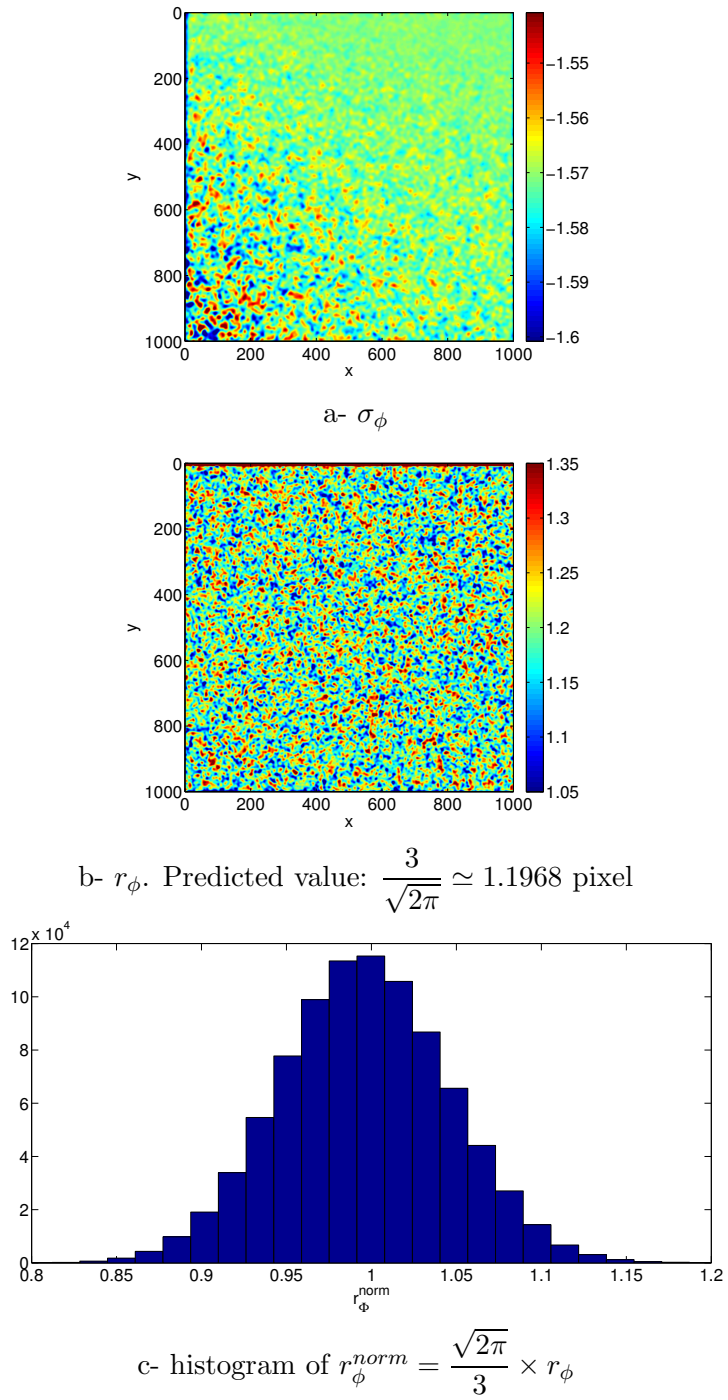 0
200
400
600
800
1000
y
0 200 400 600 800 1000
x
−1.55
−1.56
−1.57
−1.58
−1.59
−1.6
a- σ_ϕ
0
200
400
600
800
1000
y
0 200 400 600 800 1000
x
1.35
1.3
1.25
1.2
1.15
1.1
1.05
b- r_ϕ. Predicted value: 3/√(2π) ≃ 1.1968 pixel
x 10^4
12
10
8
6
4
2
0
0.8 0.85 0.9 0.95 1 1.05 1.1 1.15 1.2
r_Φ^norm
c- histogram of r_ϕ^norm = √(2π)/3 × r_ϕ